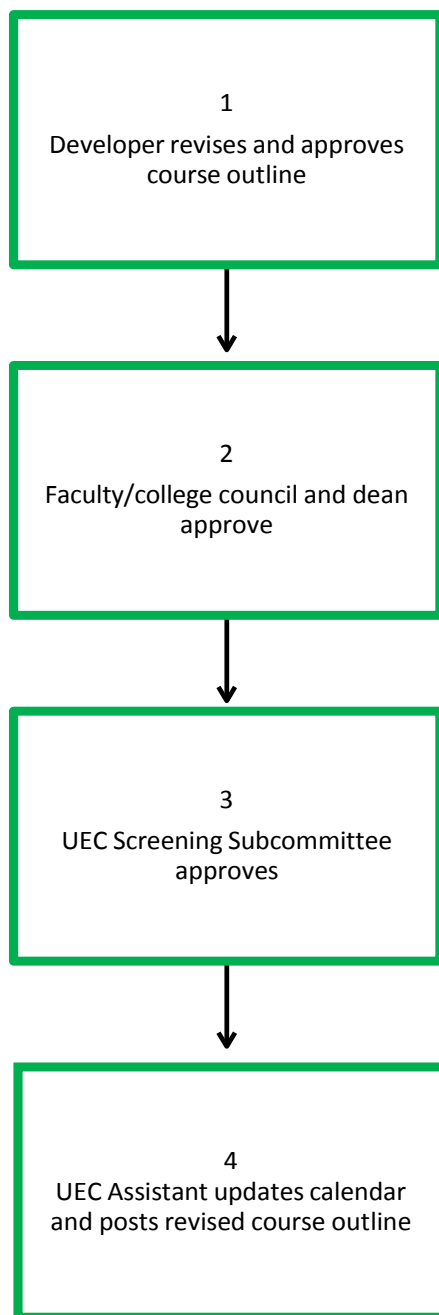 1
Developer revises and approves
course outline
2
Faculty/college council and dean
approve
3
UEC Screening Subcommittee
approves
4
UEC Assistant updates calendar
and posts revised course outline